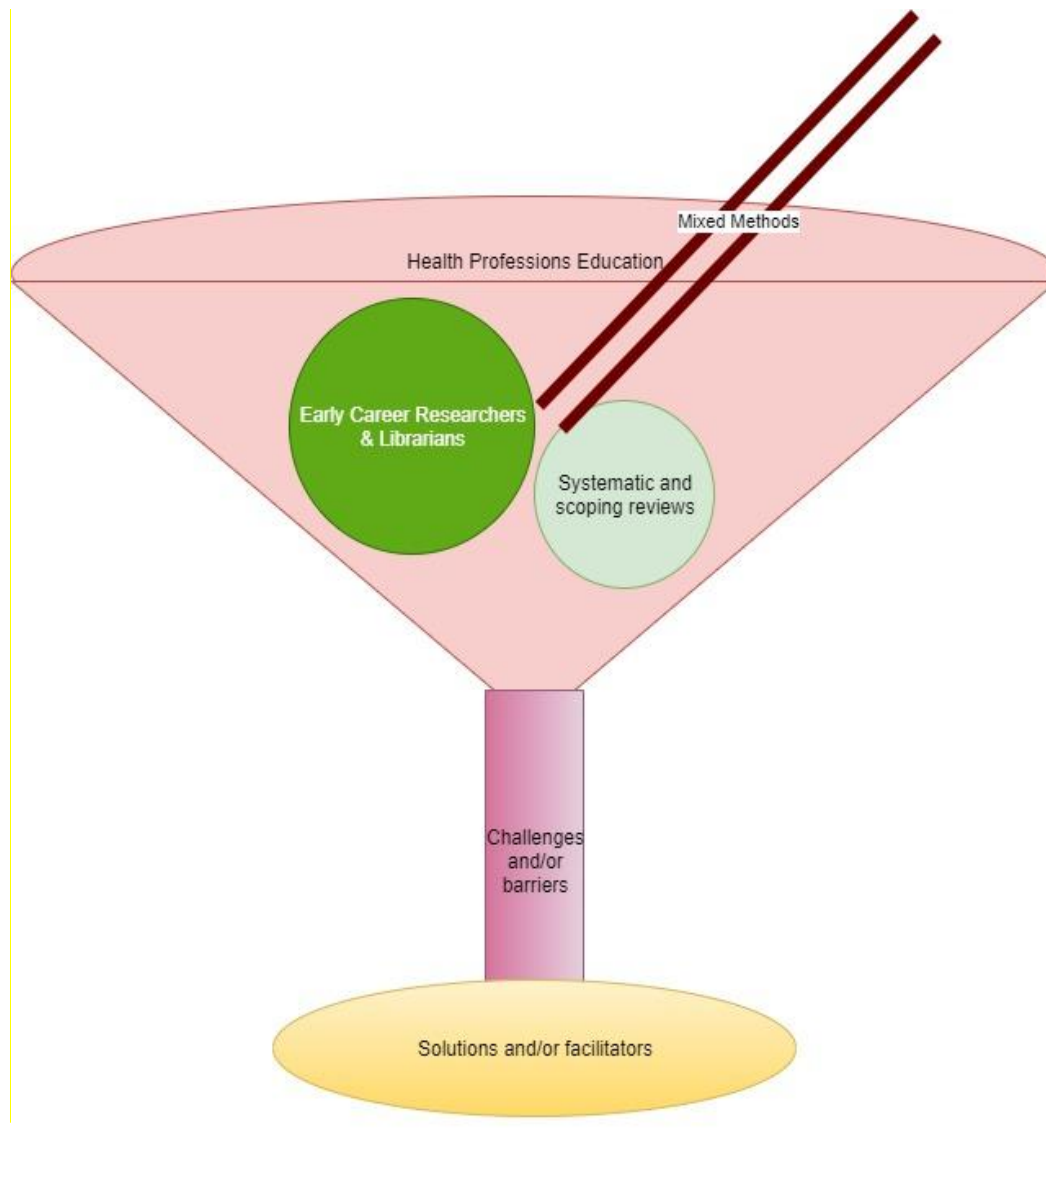 Mixed Methods
Health Professions Education
Early Career Researchers
& Librarians
Systematic and
scoping reviews
Challenges
and/or
barriers
Solutions and/or facilitators